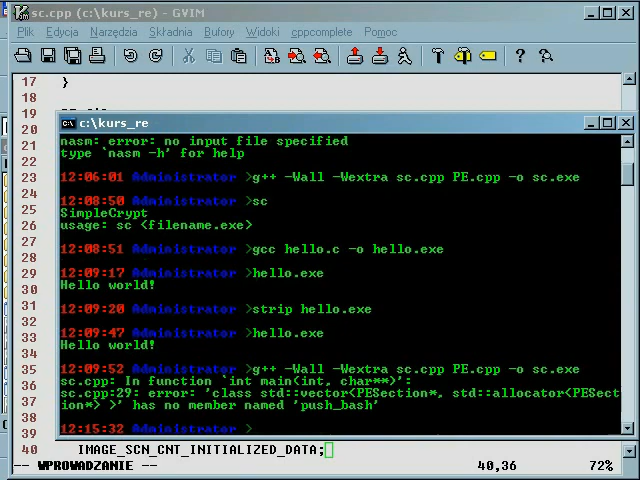 sc.cpp (c:\kurs_re) - GVIM
Plik Edycja Narzędzia Składnia Bufory Widoki cppcomplete Pomoc
17 }
18
19
20
21
22
23
24
25
26
27
28
29
30
31
32
33
34
35
36
37
38
39
40 IMAGE_SCN_CNT_INITIALIZED_DATA;
-- WPROWADZANIE -- 40,36 72%
c:\kurs_re
nasm: error: no input file specified
type `nasm -h' for help
12:06:01 Administrator >g++ -Wall -Wextra sc.cpp PE.cpp -o sc.exe
12:08:50 Administrator >sc
SimpleCrypt
usage: sc <filename.exe>
12:08:51 Administrator >gcc hello.c -o hello.exe
12:09:17 Administrator >hello.exe
Hello world!
12:09:20 Administrator >strip hello.exe
12:09:47 Administrator >hello.exe
Hello world!
12:09:52 Administrator >g++ -Wall -Wextra sc.cpp PE.cpp -o sc.exe
sc.cpp: In function `int main(int, char**)':
sc.cpp:29: error: 'class std::vector<PESection*, std::allocator<PESect
ion*> >' has no member named 'push_bash'
12:15:32 Administrator >